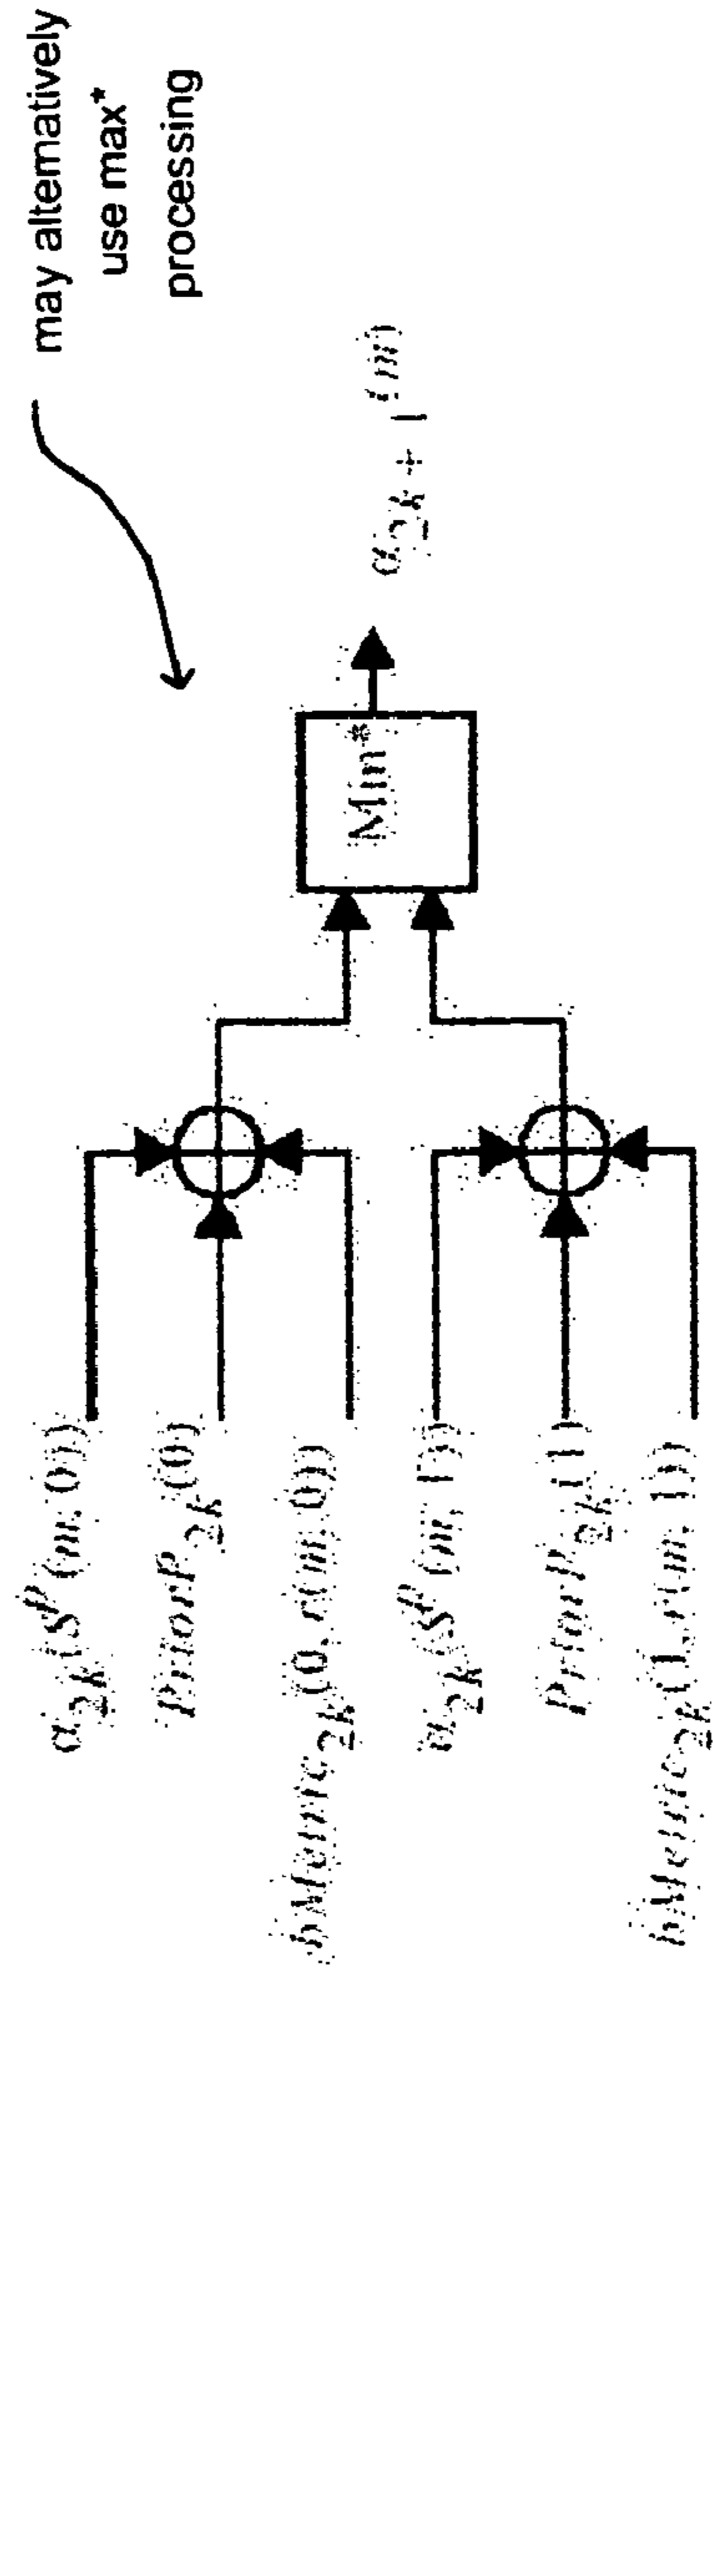 may alternatively
use max*
processing
α2k(S^p(m, 0))
PriorP2k(0)
bMetric2k(0, r(m, 0))
α2k(S^p(m, 1))
PriorP2k(1)
bMetric2k(1, r(m, 1))
Min*
α2k + 1(m)